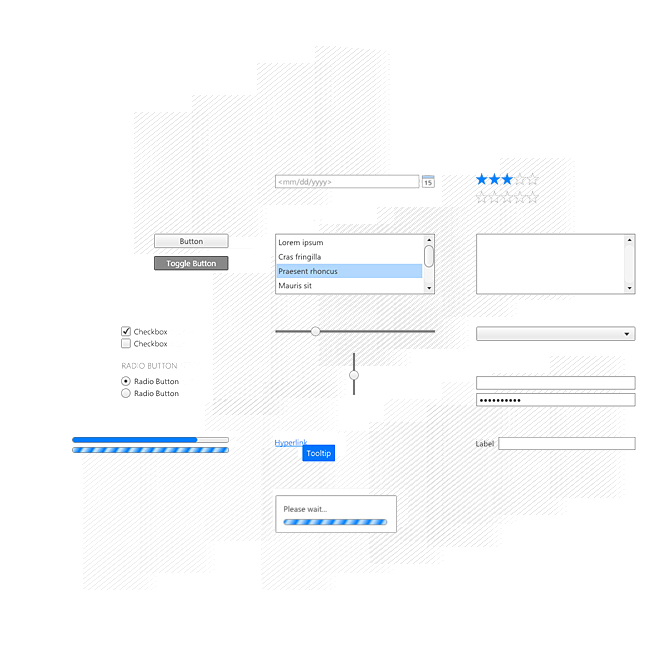 <mm/dd/yyyy>
15
Button
Toggle Button
Lorem ipsum
Cras fringilla
Praesent rhoncus
Mauris sit
Checkbox
Checkbox
RADIO BUTTON
Radio Button
Radio Button
••••••••••
Hyperlink
Tooltip
Label:
Please wait...